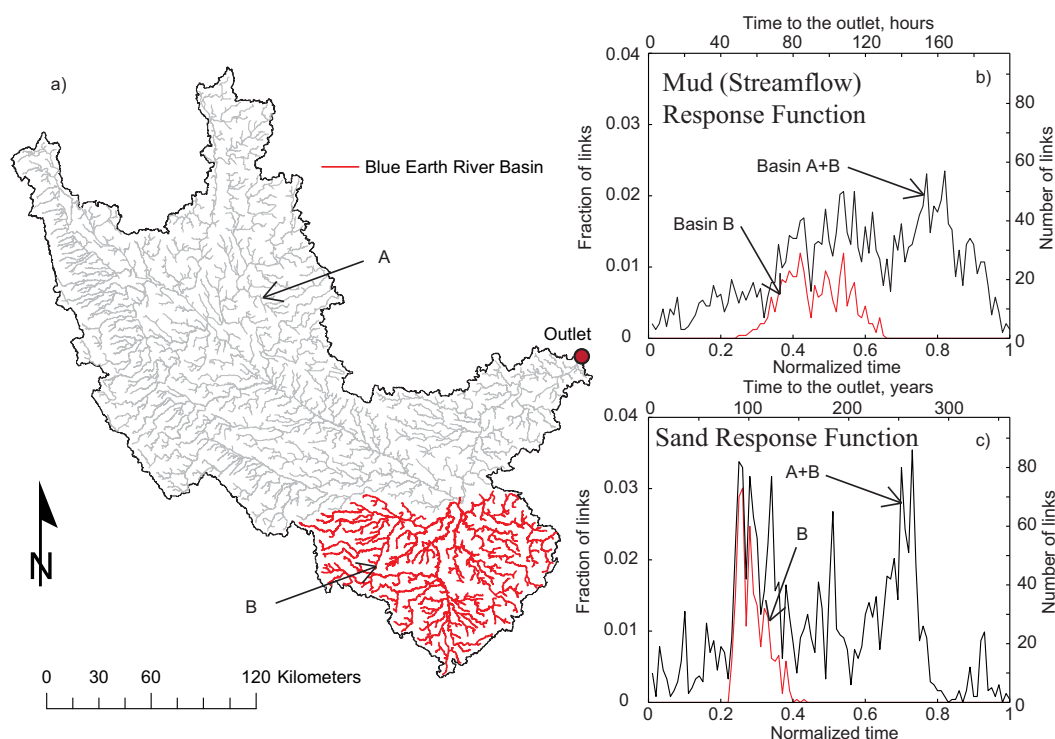 a)
Blue Earth River Basin
A
Outlet
B
N
0 30 60 120 Kilometers
Time to the outlet, hours
0 40 80 120 160
b)
Mud (Streamflow)
Response Function
Basin A+B
Basin B
Fraction of links
0.04
0.03
0.02
0.01
0
Number of links
80
60
40
20
0
0 0.2 0.4 0.6 0.8 1
Normalized time
Time to the outlet, years
0 100 200 300
c)
Sand Response Function
A+B
B
Fraction of links
0.04
0.03
0.02
0.01
0
Number of links
80
60
40
20
0
0 0.2 0.4 0.6 0.8 1
Normalized time